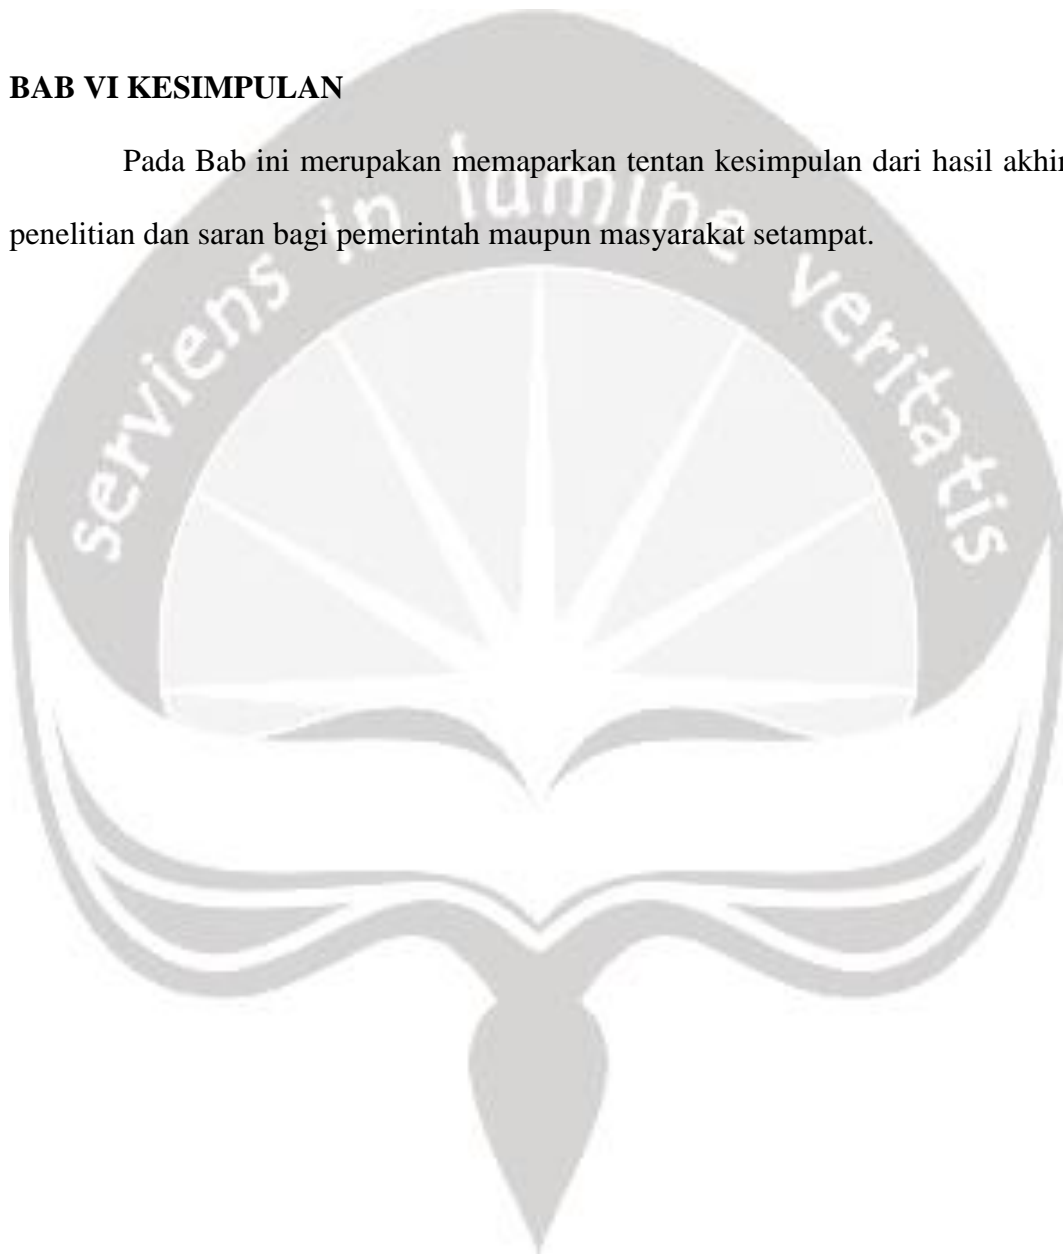 BAB VI KESIMPULAN
Pada Bab ini merupakan memaparkan tentan kesimpulan dari hasil akhir
penelitian dan saran bagi pemerintah maupun masyarakat setampat.
serviens in lumine veritatis